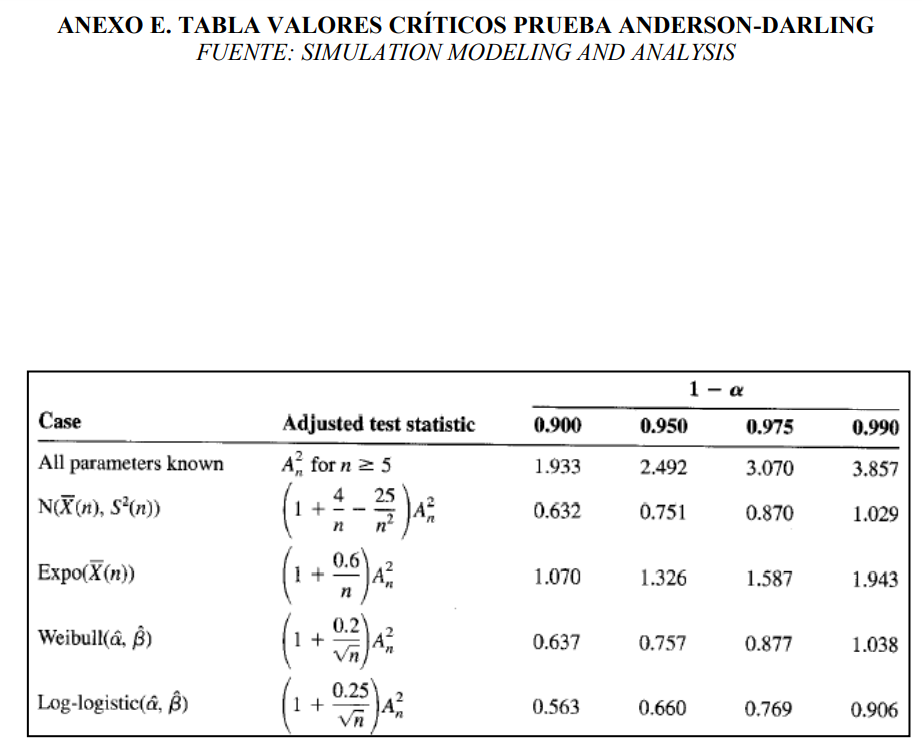 ANEXO E. TABLA VALORES CRÍTICOS PRUEBA ANDERSON-DARLING
FUENTE: SIMULATION MODELING AND ANALYSIS
1 − α
Case Adjusted test statistic 0.900 0.950 0.975 0.990
All parameters known A²ₙ for n ≥ 5 1.933 2.492 3.070 3.857
N(X̄(n), S²(n)) (1 + 4/n − 25/n²)A²ₙ 0.632 0.751 0.870 1.029
Expo(X̄(n)) (1 + 0.6/n)A²ₙ 1.070 1.326 1.587 1.943
Weibull(α̂, β̂) (1 + 0.2/√n)A²ₙ 0.637 0.757 0.877 1.038
Log-logistic(α̂, β̂) (1 + 0.25/√n)A²ₙ 0.563 0.660 0.769 0.906